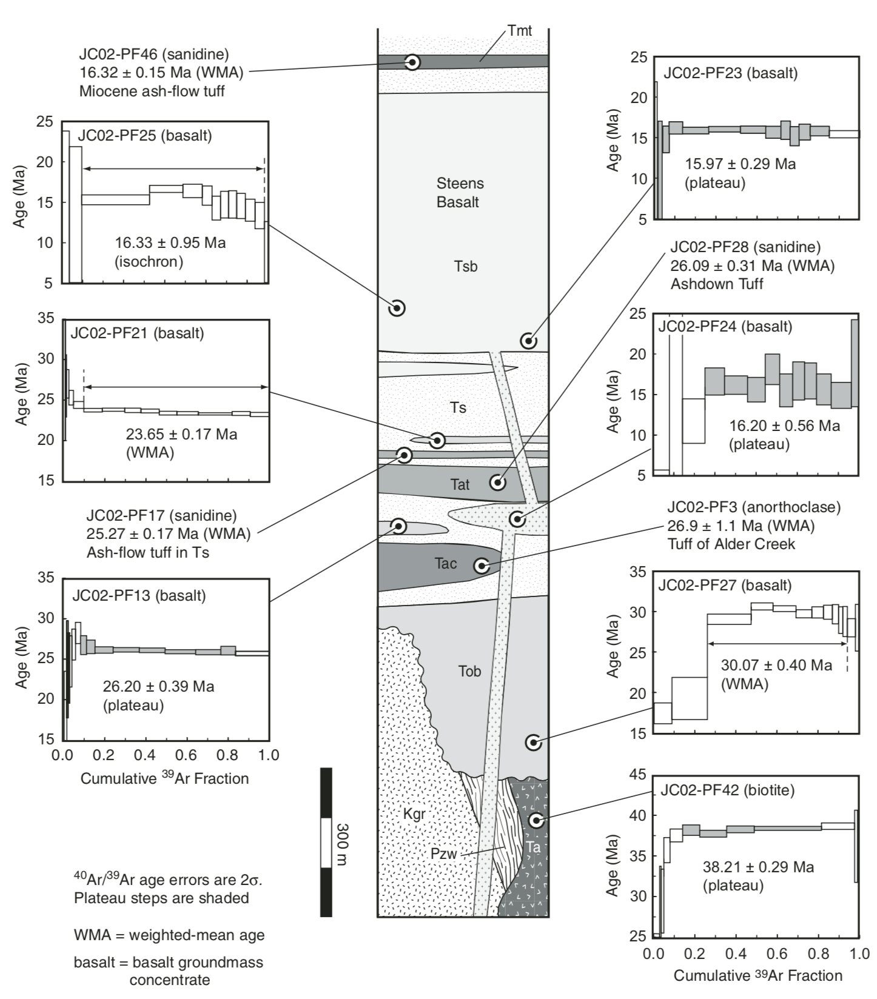 Tmt
JC02-PF46 (sanidine)
16.32 ± 0.15 Ma (WMA)
Miocene ash-flow tuff
25
20
15
10
5
Age (Ma)
JC02-PF25 (basalt)
16.33 ± 0.95 Ma
(isochron)
35
30
25
20
15
Age (Ma)
JC02-PF21 (basalt)
23.65 ± 0.17 Ma
(WMA)
JC02-PF17 (sanidine)
25.27 ± 0.17 Ma (WMA)
Ash-flow tuff in Ts
35
30
25
20
15
Age (Ma)
JC02-PF13 (basalt)
26.20 ± 0.39 Ma
(plateau)
0.0 0.2 0.4 0.6 0.8 1.0
Cumulative ³⁹Ar Fraction
⁴⁰Ar/³⁹Ar age errors are 2σ.
Plateau steps are shaded
WMA = weighted-mean age
basalt = basalt groundmass
concentrate
300 m
Steens
Basalt
Tsb
Ts
Tat
Tac
Tob
Kgr
Pzw
Ta
25
20
15
10
5
Age (Ma)
JC02-PF23 (basalt)
15.97 ± 0.29 Ma
(plateau)
JC02-PF28 (sanidine)
26.09 ± 0.31 Ma (WMA)
Ashdown Tuff
25
20
15
10
5
Age (Ma)
JC02-PF24 (basalt)
16.20 ± 0.56 Ma
(plateau)
JC02-PF3 (anorthoclase)
26.9 ± 1.1 Ma (WMA)
Tuff of Alder Creek
35
30
25
20
15
Age (Ma)
JC02-PF27 (basalt)
30.07 ± 0.40 Ma
(WMA)
45
40
35
30
25
Age (Ma)
JC02-PF42 (biotite)
38.21 ± 0.29 Ma
(plateau)
0.0 0.2 0.4 0.6 0.8 1.0
Cumulative ³⁹Ar Fraction